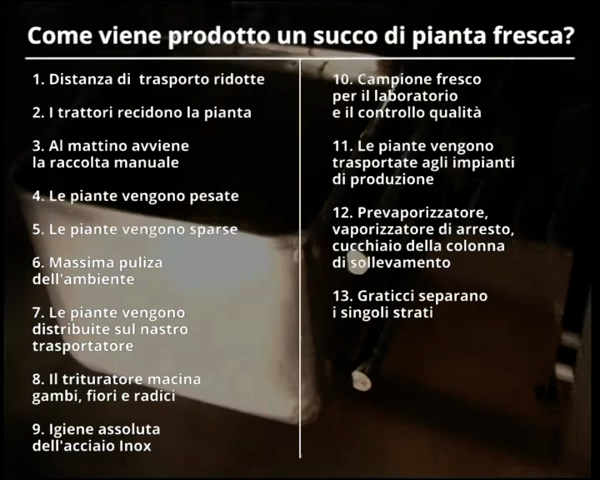 Come viene prodotto un succo di pianta fresca?
1. Distanza di trasporto ridotte
2. I trattori recidono la pianta
3. Al mattino avviene
la raccolta manuale
4. Le piante vengono pesate
5. Le piante vengono sparse
6. Massima puliza
dell'ambiente
7. Le piante vengono
distribuite sul nastro
trasportatore
8. Il trituratore macina
gambi, fiori e radici
9. Igiene assoluta
dell'acciaio Inox
10. Campione fresco
per il laboratorio
e il controllo qualità
11. Le piante vengono
trasportate agli impianti
di produzione
12. Prevaporizzatore,
vaporizzatore di arresto,
cucchiaio della colonna
di sollevamento
13. Graticci separano
i singoli strati